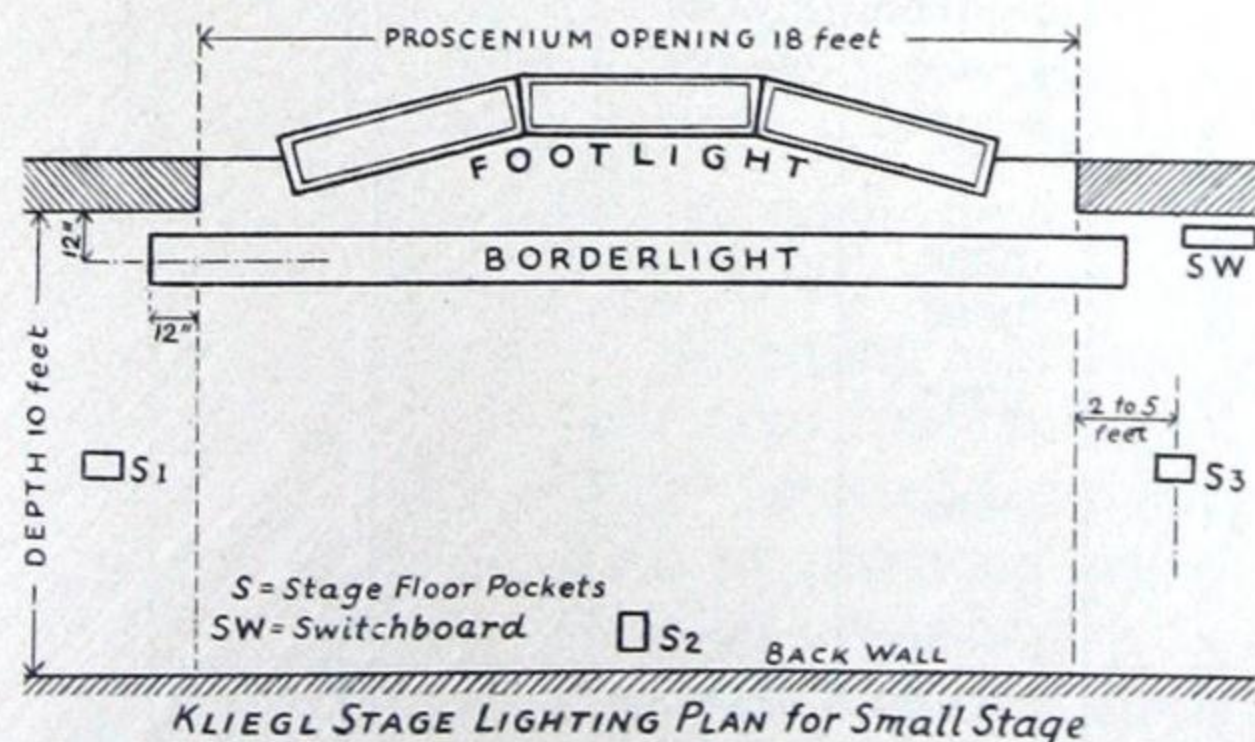 PROSCENIUM OPENING 18 feet
FOOTLIGHT
12"
BORDERLIGHT
SW
12"
DEPTH 10 feet
2 to 5
feet
S1
S3
S = Stage Floor Pockets
SW = Switchboard
S2
BACK WALL
KLIEGL STAGE LIGHTING PLAN for Small Stage